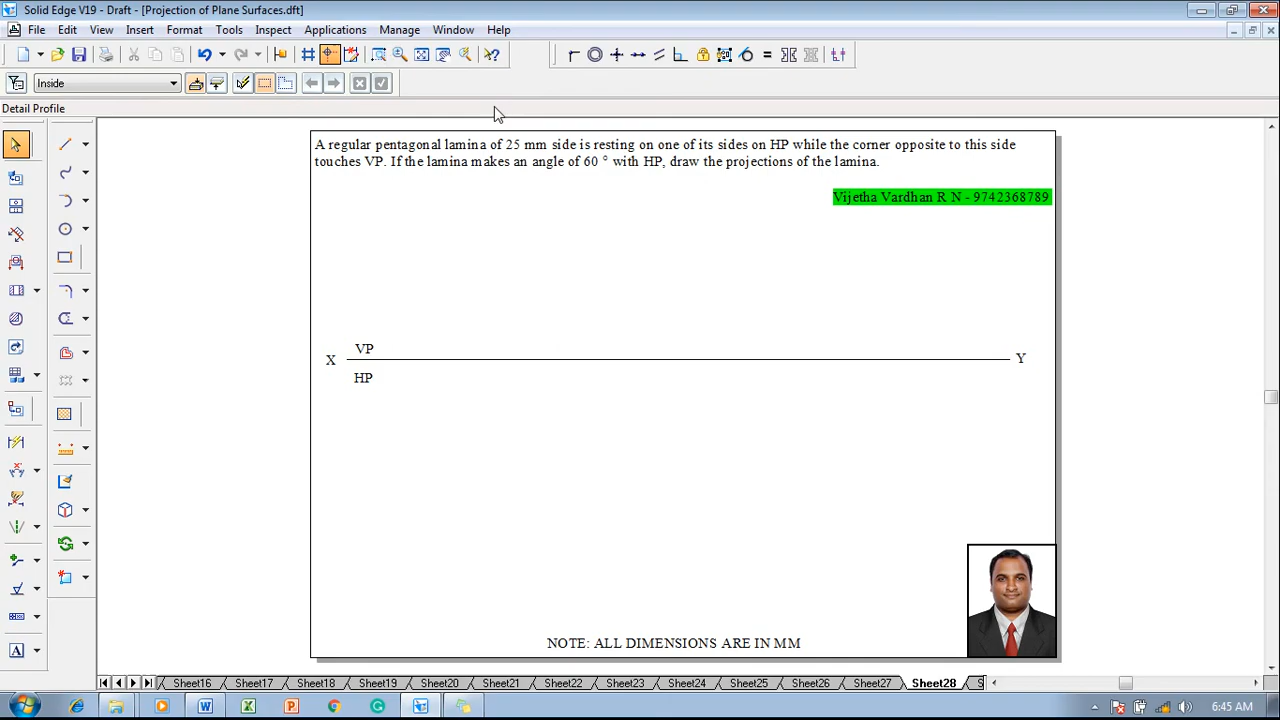 Solid Edge V19 - Draft - [Projection of Plane Surfaces.dft]
File Edit View Insert Format Tools Inspect Applications Manage Window Help
Inside
Detail Profile
A regular pentagonal lamina of 25 mm side is resting on one of its sides on HP while the corner opposite to this side
touches VP. If the lamina makes an angle of 60 ° with HP, draw the projections of the lamina.
Vijetha Vardhan R N - 9742368789
VP
X
Y
HP
NOTE: ALL DIMENSIONS ARE IN MM
Sheet16 Sheet17 Sheet18 Sheet19 Sheet20 Sheet21 Sheet22 Sheet23 Sheet24 Sheet25 Sheet26 Sheet27 Sheet28 S
6:45 AM